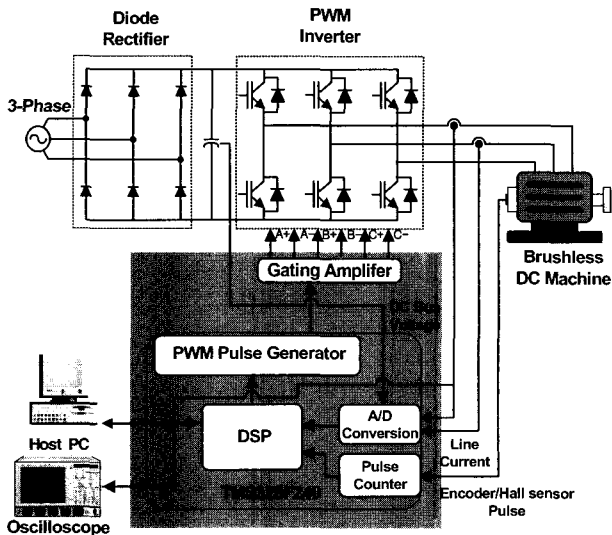 Diode
Rectifier
PWM
Inverter
3-Phase
A+ A- B+ B- C+ C-
Gating Amplifer
Brushless
DC Machine
DC Bus
Voltage
PWM Pulse Generator
Host PC
DSP
A/D
Conversion
Line
Current
Pulse
Counter
Encoder/Hall sensor
Pulse
Oscilloscope